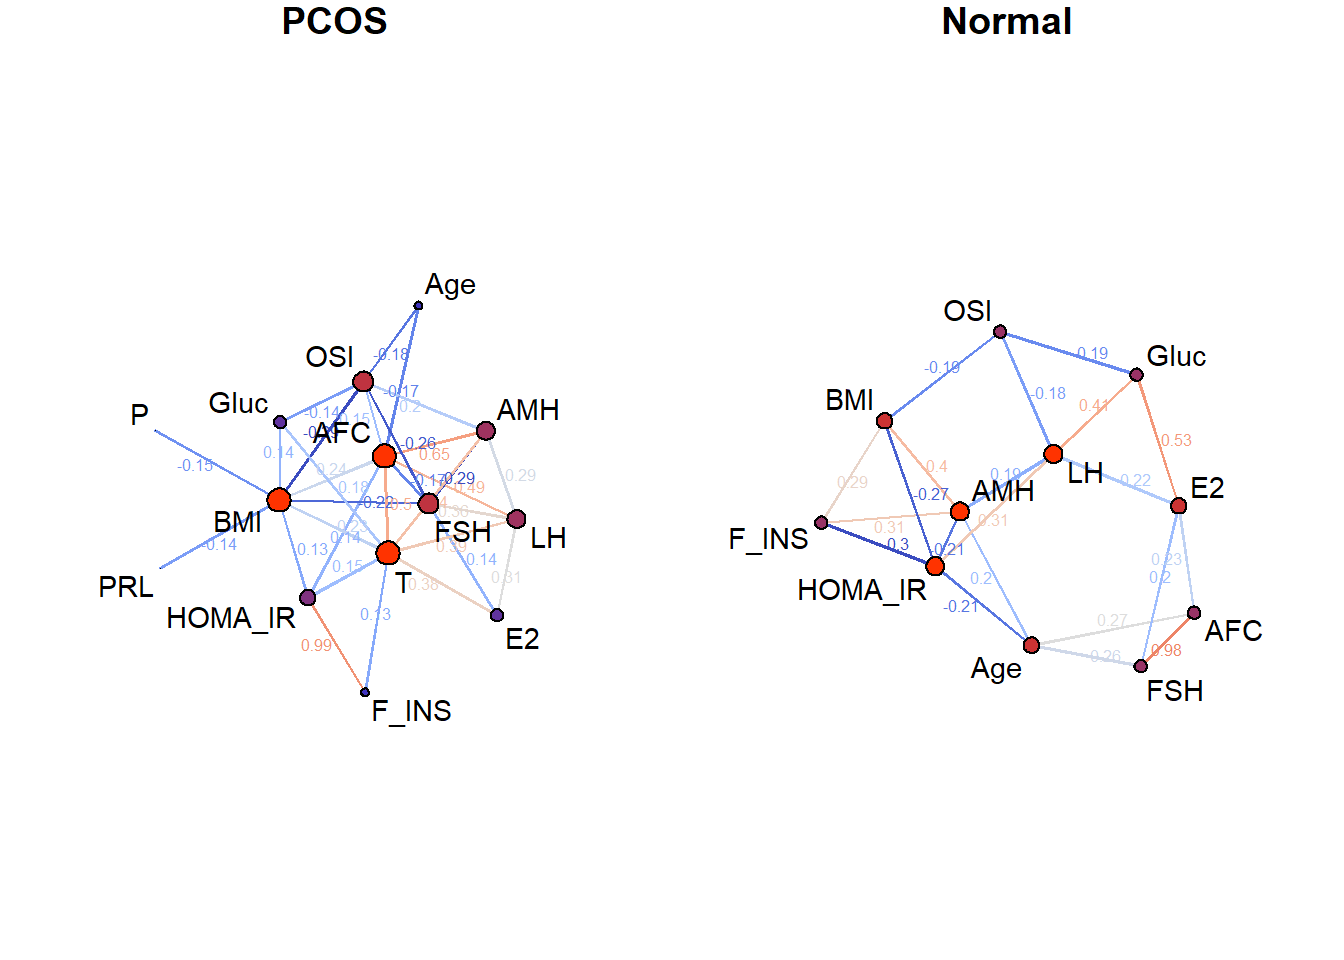 PCOS
Normal
Age
-0.18
OSI
-0.17
0.2
Gluc
-0.14
0.15
AMH
P
AFC
-0.26
0.65
0.14
-0.15
0.24
-0.17
-0.29
0.29
0.18
0.49
BMI
-0.22
0.5
0.36
FSH
LH
0.23
0.39
-0.14
0.13
0.14
0.14
PRL
0.15
T
0.38
0.31
HOMA_IR
0.13
E2
0.99
F_INS
OSI
-0.19
0.19
Gluc
BMI
-0.18
0.41
0.53
0.4
0.19
LH
0.29
-0.27
AMH
0.22
E2
F_INS
0.31
0.31
0.3
-0.21
0.23
HOMA_IR
0.2
0.2
-0.21
0.27
AFC
Age
0.26
0.98
FSH